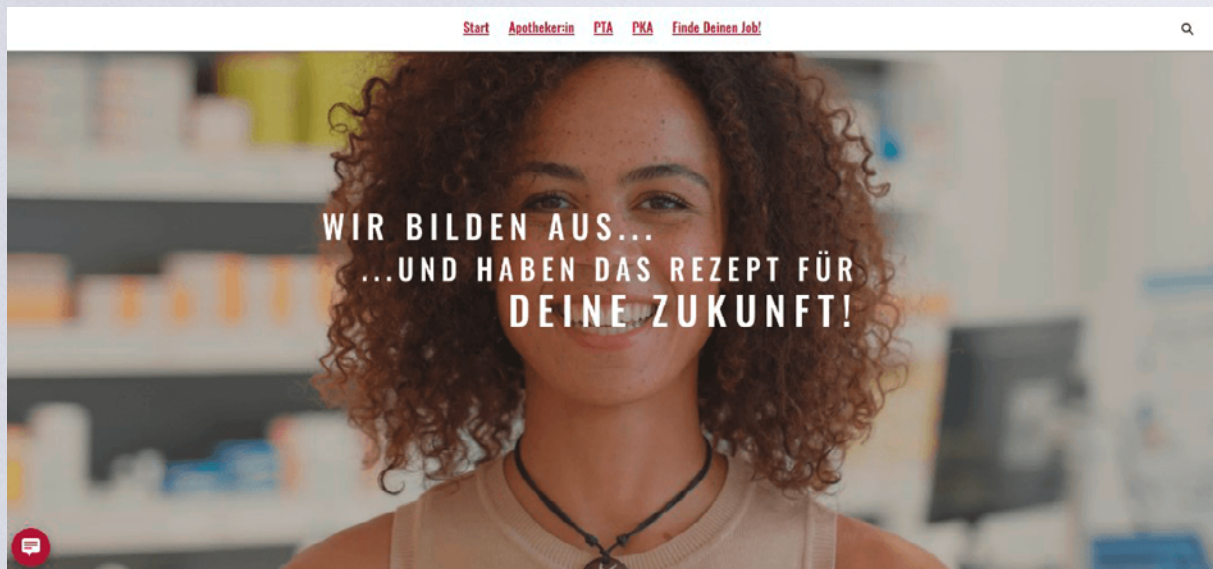 Start Apotheker:in PTA PKA Finde Deinen Job!
WIR BILDEN AUS...
...UND HABEN DAS REZEPT FÜR
DEINE ZUKUNFT!